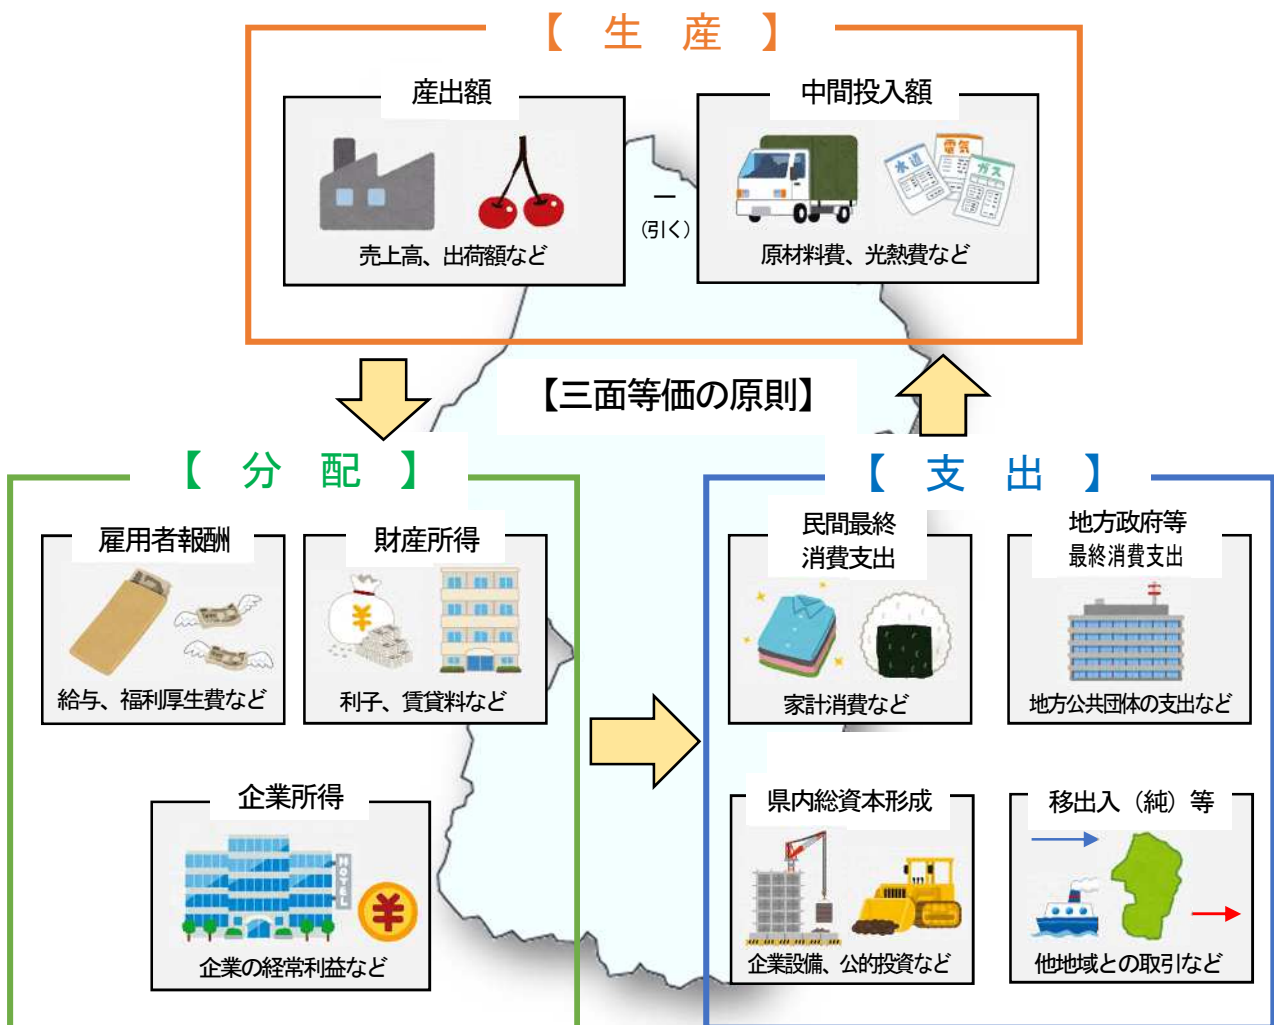 【 生 産 】
産出額
売上高、出荷額など
－
(引く)
中間投入額
水道
電気
ガス
原材料費、光熱費など
【三面等価の原則】
【 分 配 】
雇用者報酬
給与、福利厚生費など
財産所得
¥
利子、賃貸料など
企業所得
HOTEL
¥
企業の経常利益など
【 支 出 】
民間最終
消費支出
家計消費など
地方政府等
最終消費支出
地方公共団体の支出など
県内総資本形成
企業設備、公的投資など
移出入（純）等
他地域との取引など